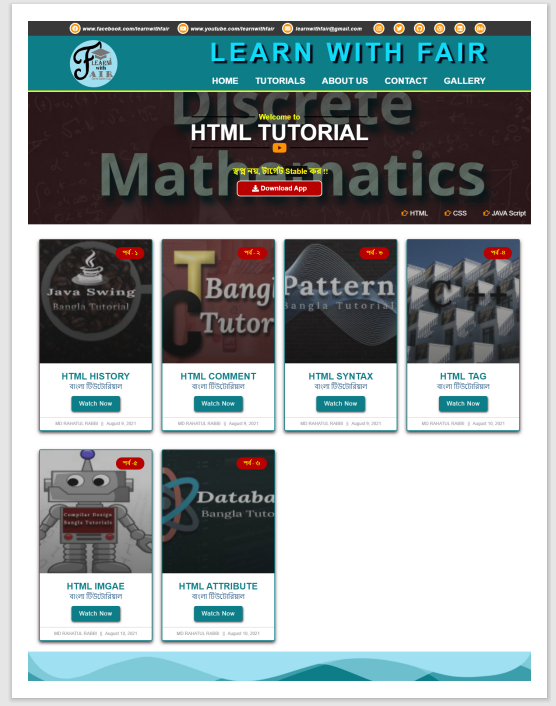 www.facebook.com/learnwithfair www.youtube.com/learnwithfair learnwithfair@gmail.com
LEARN
with
FAIR
LEARN WITH FAIR
HOME TUTORIALS ABOUT US CONTACT GALLERY
Discrete
Mathematics
Welcome to
HTML TUTORIAL
স্বপ্ন নয়, টার্গেট Stable কর !!
Download App
HTML CSS JAVA Script
পর্ব - ১
Java Swing
Bangla Tutorial
HTML HISTORY
বাংলা টিউটোরিয়াল
Watch Now
MD RAHATUL RABBI || August 9, 2021
পর্ব - ২
Bangl
Tutor
HTML COMMENT
বাংলা টিউটোরিয়াল
Watch Now
MD RAHATUL RABBI || August 9, 2021
পর্ব - ৩
Pattern
Bangla Tutorial
HTML SYNTAX
বাংলা টিউটোরিয়াল
Watch Now
MD RAHATUL RABBI || August 9, 2021
পর্ব -৪
C++
HTML TAG
বাংলা টিউটোরিয়াল
Watch Now
MD RAHATUL RABBI || August 10, 2021
পর্ব -৫
Compiler Design
Bangla Tutorials
HTML IMGAE
বাংলা টিউটোরিয়াল
Watch Now
MD RAHATUL RABBI || August 10, 2021
পর্ব - ৬
Databa
Bangla Tuto
HTML ATTRIBUTE
বাংলা টিউটোরিয়াল
Watch Now
MD RAHATUL RABBI || August 10, 2021